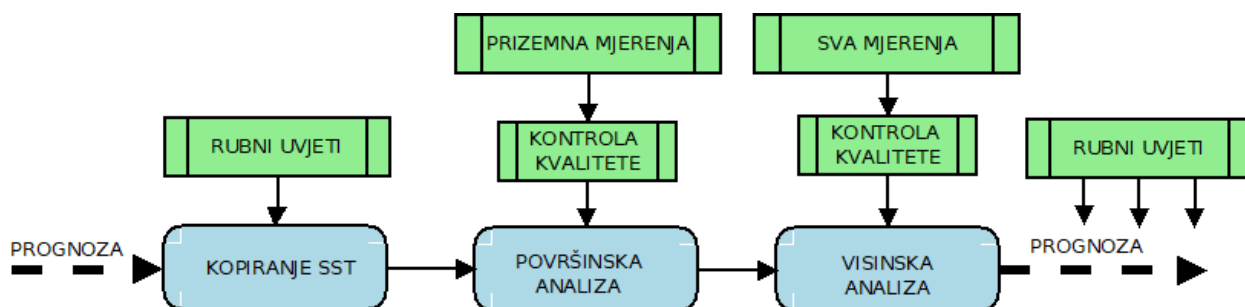 PRIZEMNA MJERENJA
SVA MJERENJA
RUBNI UVJETI
KONTROLA
KVALITETE
KONTROLA
KVALITETE
RUBNI UVJETI
PROGNOZA
KOPIRANJE SST
POVRŠINSKA
ANALIZA
VISINSKA
ANALIZA
PROGNOZA